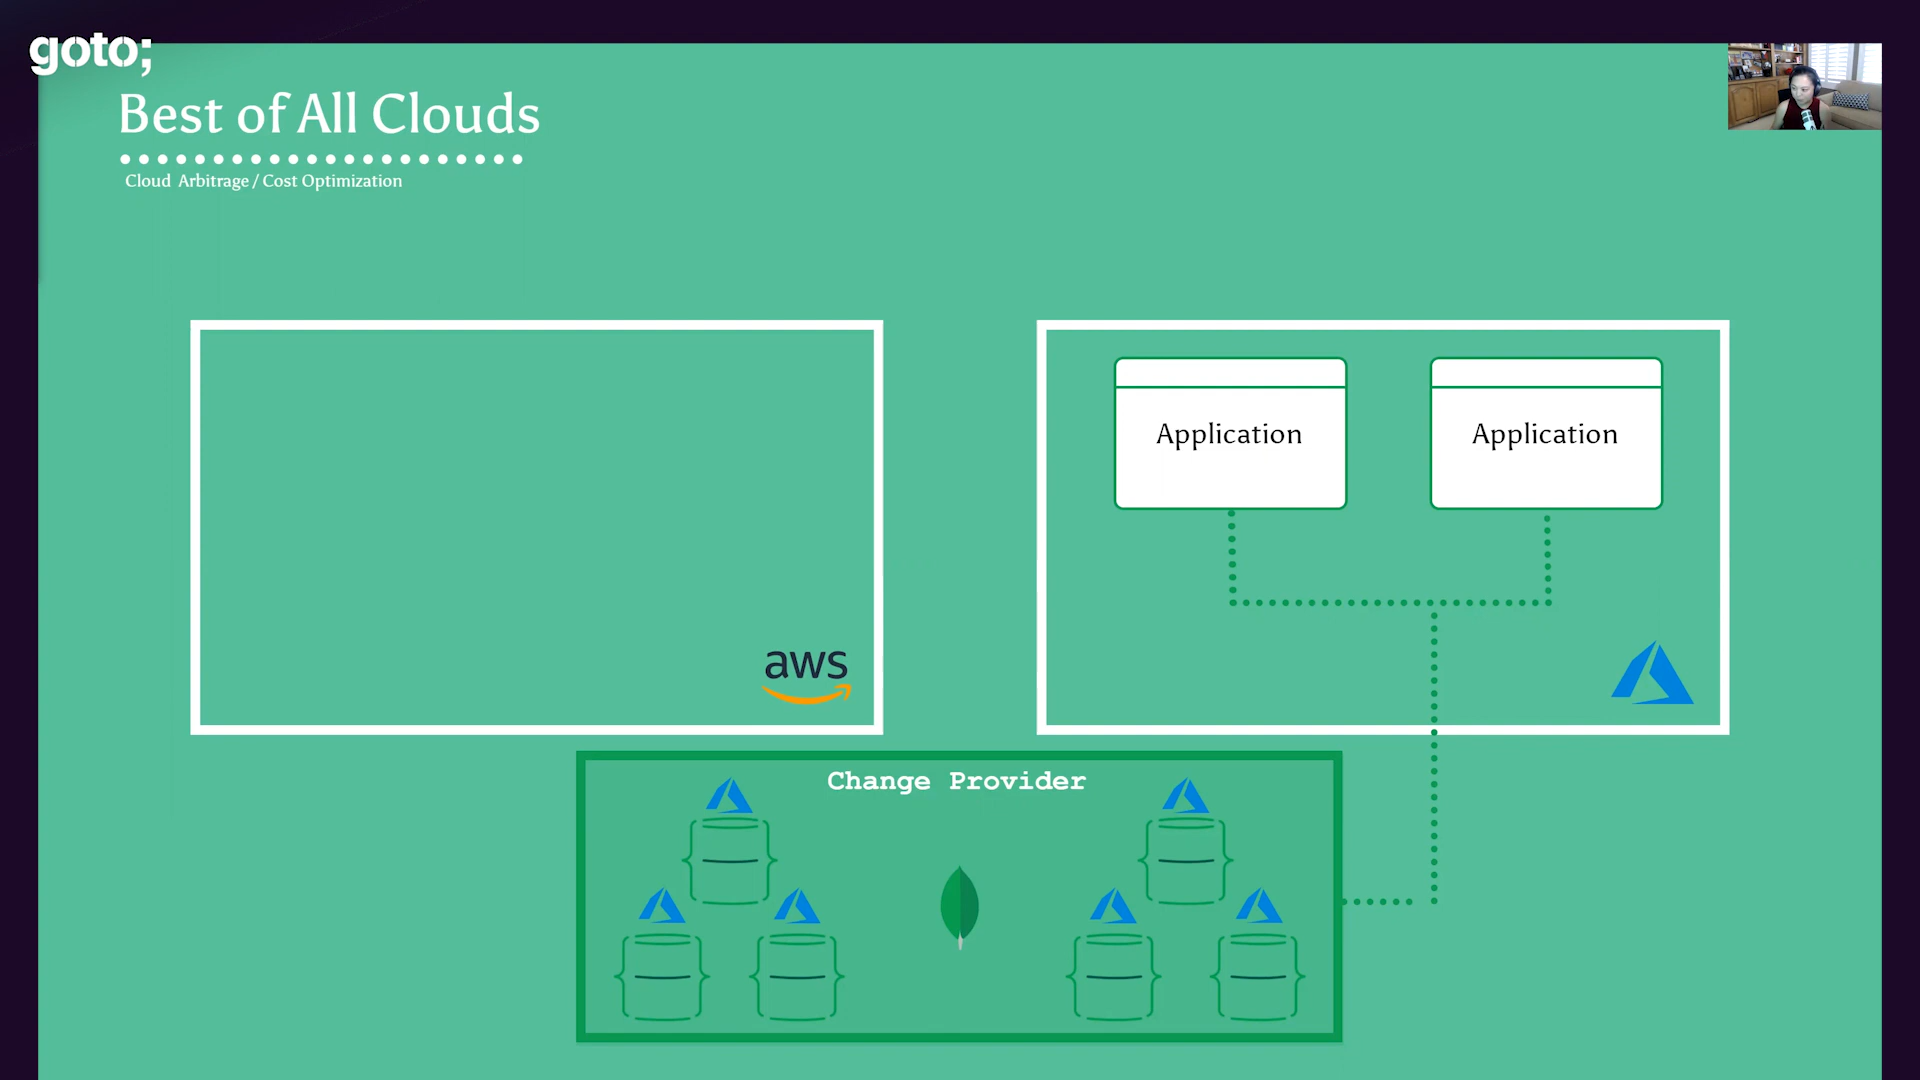 goto;
Best of All Clouds
Cloud Arbitrage / Cost Optimization
Application
Application
aws
Change Provider